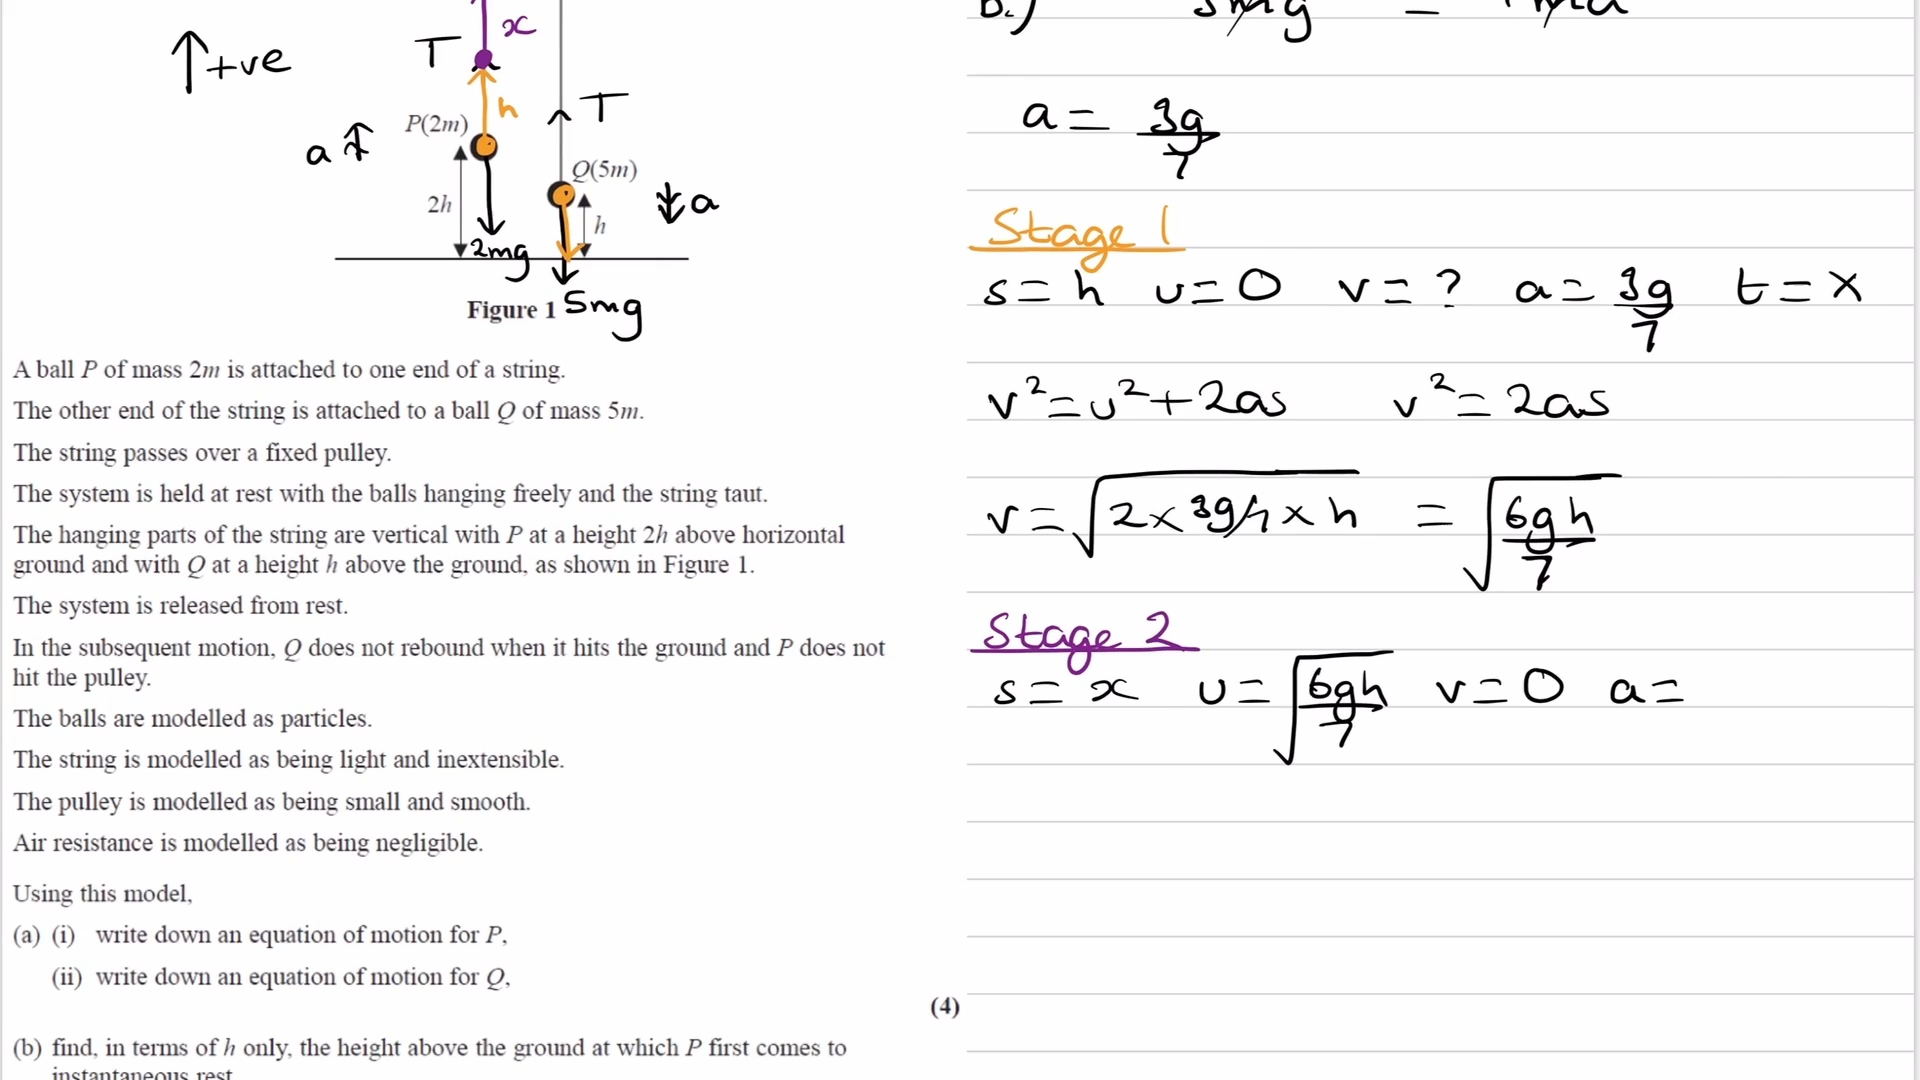 x
T
↑+ve
h
T
P(2m)
a
Q(5m)
2h
a
h
2mg
Figure 1 5mg
A ball P of mass 2m is attached to one end of a string.
The other end of the string is attached to a ball Q of mass 5m.
The string passes over a fixed pulley.
The system is held at rest with the balls hanging freely and the string taut.
The hanging parts of the string are vertical with P at a height 2h above horizontal
ground and with Q at a height h above the ground, as shown in Figure 1.
The system is released from rest.
In the subsequent motion, Q does not rebound when it hits the ground and P does not
hit the pulley.
The balls are modelled as particles.
The string is modelled as being light and inextensible.
The pulley is modelled as being small and smooth.
Air resistance is modelled as being negligible.
Using this model,
(a) (i) write down an equation of motion for P,
(ii) write down an equation of motion for Q,
(4)
(b) find, in terms of h only, the height above the ground at which P first comes to
instantaneous rest.
b.) 3mg = 7ma
a = 3g/7
Stage 1
s = h u = 0 v = ? a = 3g/7 t = x
v² = u² + 2as v² = 2as
v = √(2 x 3g/7 x h) = √(6gh/7)
Stage 2
s = x u = √(6gh/7) v = 0 a =